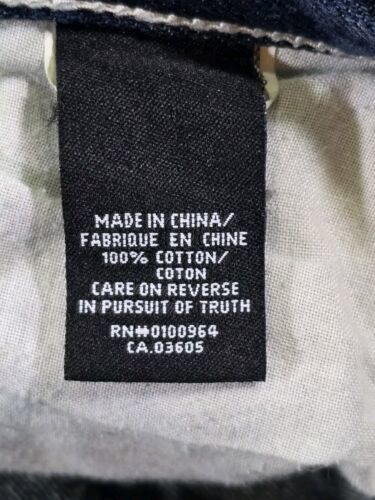 MADE IN CHINA/
FABRIQUE EN CHINE
100% COTTON/
COTON
CARE ON REVERSE
IN PURSUIT OF TRUTH
RN#0100964
CA.03605